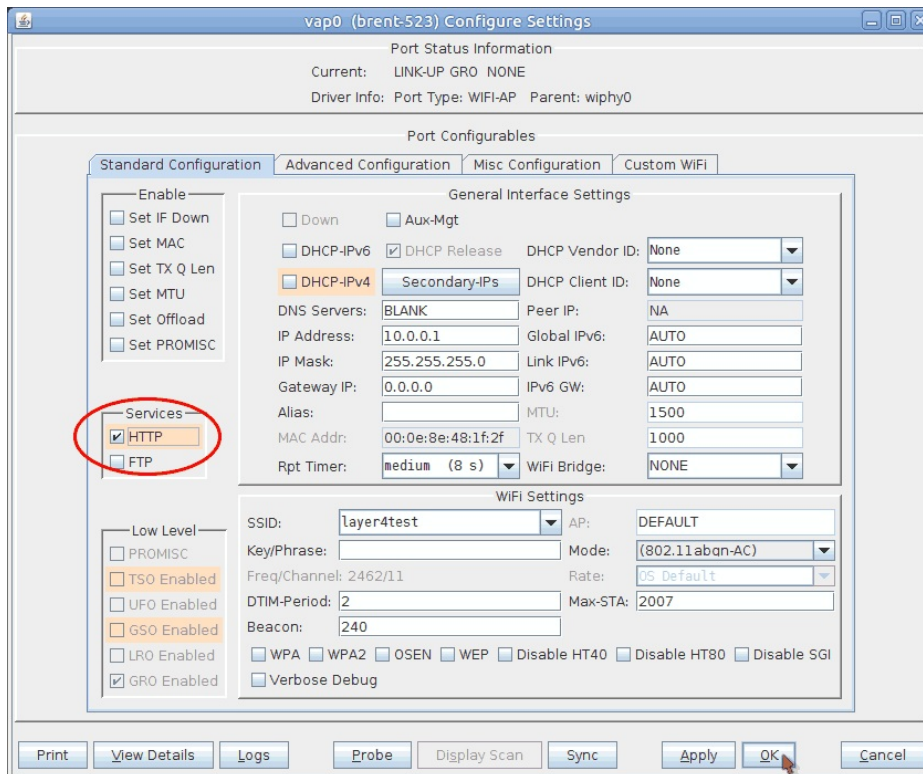 vap0 (brent-523) Configure Settings
Port Status Information
Current: LINK-UP GRO NONE
Driver Info: Port Type: WIFI-AP Parent: wiphy0
Port Configurables
Standard Configuration Advanced Configuration Misc Configuration Custom WiFi
Enable
Set IF Down
Set MAC
Set TX Q Len
Set MTU
Set Offload
Set PROMISC
Services
HTTP
FTP
Low Level
PROMISC
TSO Enabled
UFO Enabled
GSO Enabled
LRO Enabled
GRO Enabled
General Interface Settings
Down Aux-Mgt
DHCP-IPv6 DHCP Release DHCP Vendor ID: None
DHCP-IPv4 Secondary-IPs DHCP Client ID: None
DNS Servers: BLANK Peer IP: NA
IP Address: 10.0.0.1 Global IPv6: AUTO
IP Mask: 255.255.255.0 Link IPv6: AUTO
Gateway IP: 0.0.0.0 IPv6 GW: AUTO
Alias: MTU: 1500
MAC Addr: 00:0e:8e:48:1f:2f TX Q Len 1000
Rpt Timer: medium (8 s) WiFi Bridge: NONE
WiFi Settings
SSID: layer4test AP: DEFAULT
Key/Phrase: Mode: (802.11abgn-AC)
Freq/Channel: 2462/11 Rate: OS Default
DTIM-Period: 2 Max-STA: 2007
Beacon: 240
WPA WPA2 OSEN WEP Disable HT40 Disable HT80 Disable SGI
Verbose Debug
Print View Details Logs Probe Display Scan Sync Apply OK Cancel